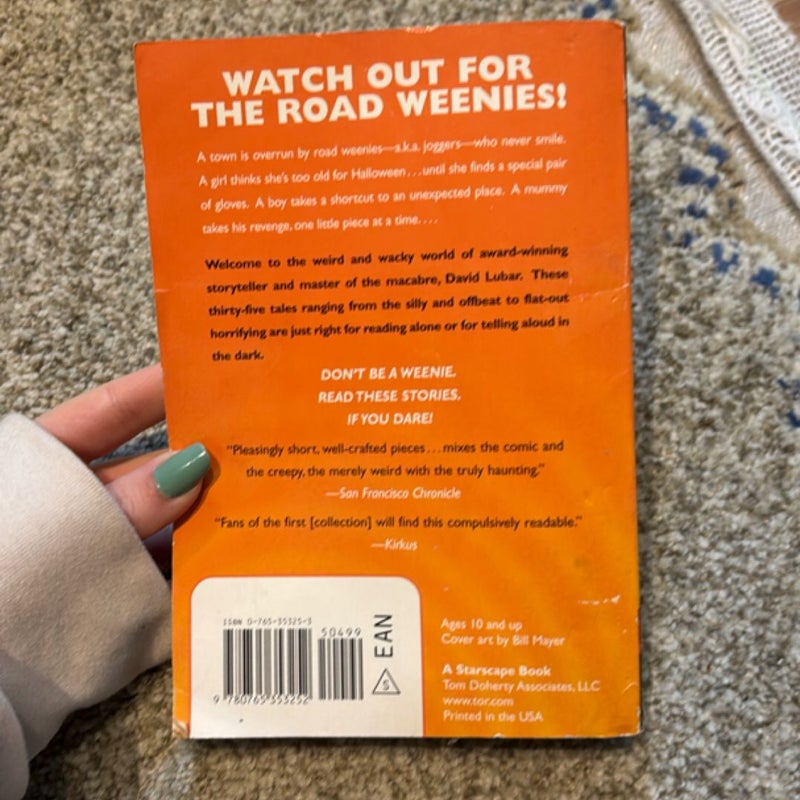 WATCH OUT FOR
THE ROAD WEENIES!
A town is overrun by road weenies—a.k.a. joggers—who never smile.
A girl thinks she's too old for Halloween...until she finds a special pair
of gloves. A boy takes a shortcut to an unexpected place. A mummy
takes his revenge, one little piece at a time....
Welcome to the weird and wacky world of award-winning
storyteller and master of the macabre, David Lubar. These
thirty-five tales ranging from the silly and offbeat to flat-out
horrifying are just right for reading alone or for telling aloud in
the dark.
DON'T BE A WEENIE.
READ THESE STORIES.
IF YOU DARE!
"Pleasingly short, well-crafted pieces...mixes the comic and
the creepy, the merely weird with the truly haunting."
—San Francisco Chronicle
"Fans of the first [collection] will find this compulsively readable."
—Kirkus
ISBN 0-765-35325-3
50499
EAN
S
9 780765 353252
Ages 10 and up
Cover art by Bill Mayer
A Starscape Book
Tom Doherty Associates, LLC
www.tor.com
Printed in the USA